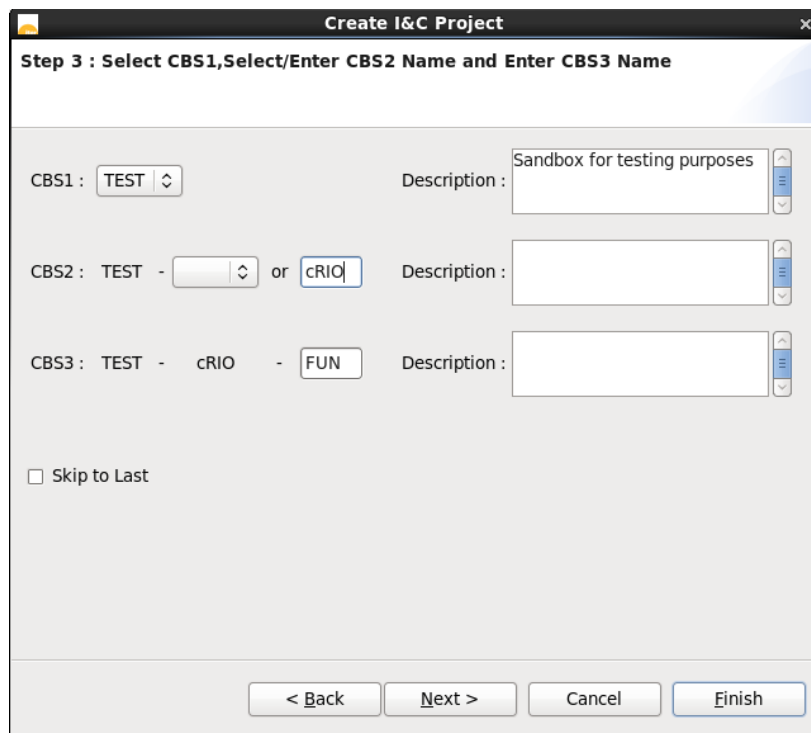 Create I&C Project
Step 3 : Select CBS1,Select/Enter CBS2 Name and Enter CBS3 Name
CBS1 : TEST Description : Sandbox for testing purposes
CBS2 : TEST - or cRIO Description :
CBS3 : TEST - cRIO - FUN Description :
Skip to Last
< Back Next > Cancel Finish